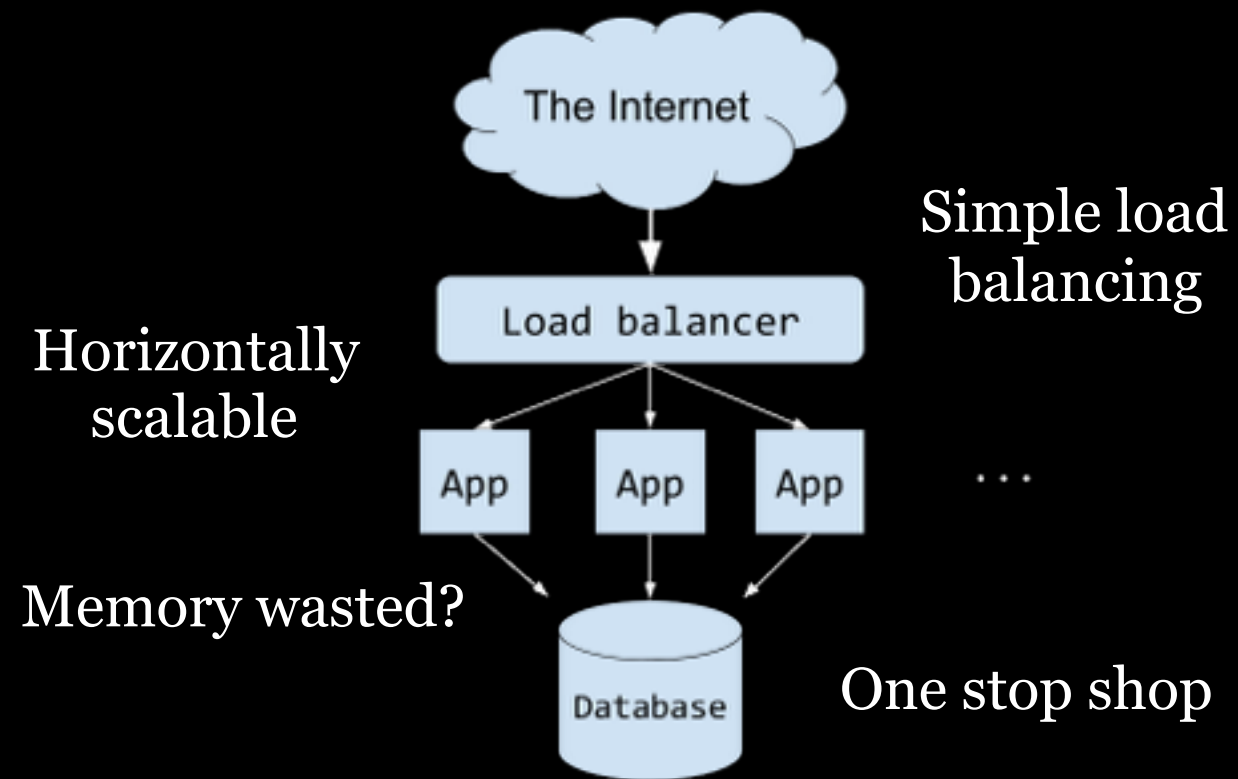 The Internet
Simple load
balancing
Load balancer
Horizontally
scalable
App
App
App
...
Memory wasted?
One stop shop
Database